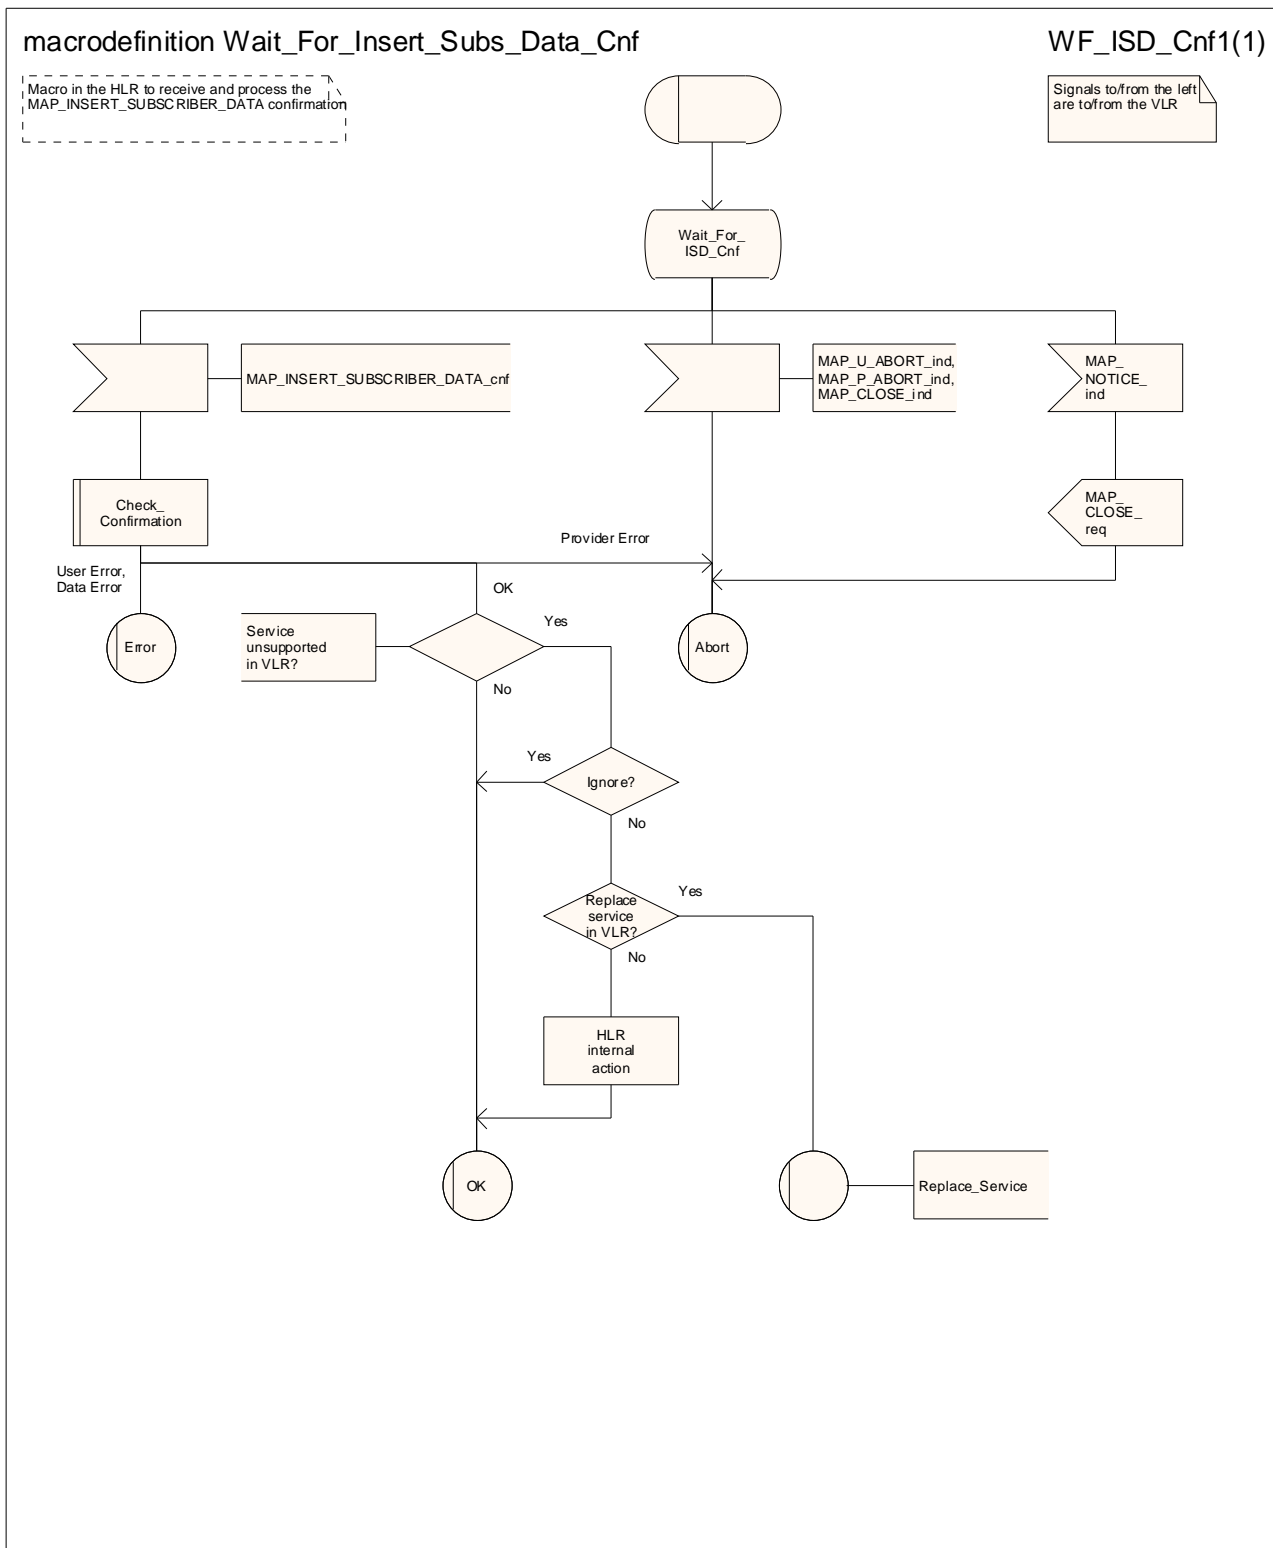 macrodefinition Wait_For_Insert_Subs_Data_Cnf
WF_ISD_Cnf1(1)
Macro in the HLR to receive and process the
MAP_INSERT_SUBSCRIBER_DATA confirmation
Signals to/from the left
are to/from the VLR
Wait_For_
ISD_Cnf
MAP_INSERT_SUBSCRIBER_DATA_cnf
MAP_U_ABORT_ind,
MAP_P_ABORT_ind,
MAP_CLOSE_ind
MAP_
NOTICE_
ind
Check_
Confirmation
MAP_
CLOSE_
req
Provider Error
User Error,
Data Error
OK
Error
Service
unsupported
in VLR?
Yes
No
Abort
Yes
Ignore?
No
Replace
service
in VLR?
Yes
No
HLR
internal
action
OK
Replace_Service